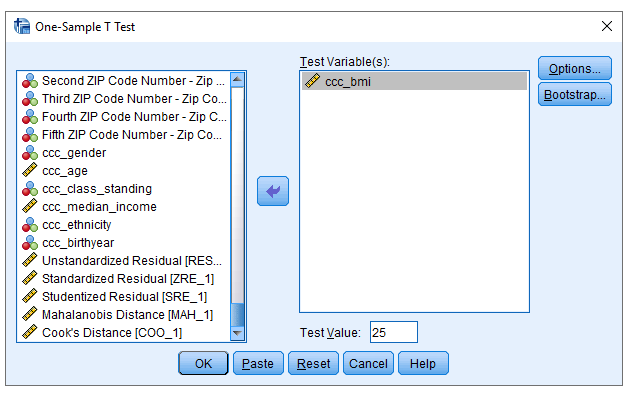 One-Sample T Test
Second ZIP Code Number - Zip ...
Third ZIP Code Number - Zip Co...
Fourth ZIP Code Number - Zip C...
Fifth ZIP Code Number - Zip Co...
ccc_gender
ccc_age
ccc_class_standing
ccc_median_income
ccc_ethnicity
ccc_birthyear
Unstandardized Residual [RES...
Standardized Residual [ZRE_1]
Studentized Residual [SRE_1]
Mahalanobis Distance [MAH_1]
Cook's Distance [COO_1]
Test Variable(s):
ccc_bmi
Test Value: 25
Options...
Bootstrap...
OK Paste Reset Cancel Help